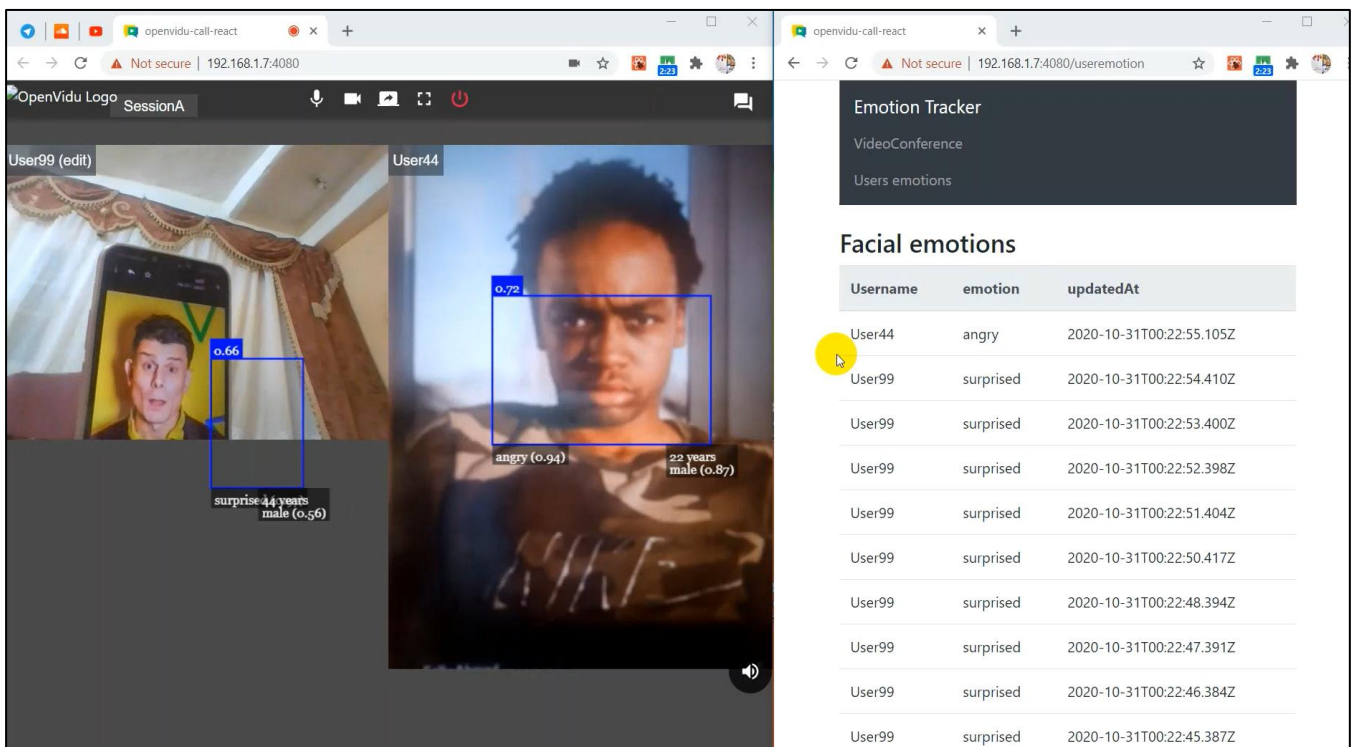 openvidu-call-react
Not secure | 192.168.1.7:4080
2:23
OpenVidu Logo
SessionA
User99 (edit)
User44
0.66
surprise 44 years
male (0.56)
0.72
angry (0.94)
22 years
male (0.87)
openvidu-call-react
Not secure | 192.168.1.7:4080/useremotion
2:23
Emotion Tracker
VideoConference
Users emotions
Facial emotions
Username emotion updatedAt
User44 angry 2020-10-31T00:22:55.105Z
User99 surprised 2020-10-31T00:22:54.410Z
User99 surprised 2020-10-31T00:22:53.400Z
User99 surprised 2020-10-31T00:22:52.398Z
User99 surprised 2020-10-31T00:22:51.404Z
User99 surprised 2020-10-31T00:22:50.417Z
User99 surprised 2020-10-31T00:22:48.394Z
User99 surprised 2020-10-31T00:22:47.391Z
User99 surprised 2020-10-31T00:22:46.384Z
User99 surprised 2020-10-31T00:22:45.387Z